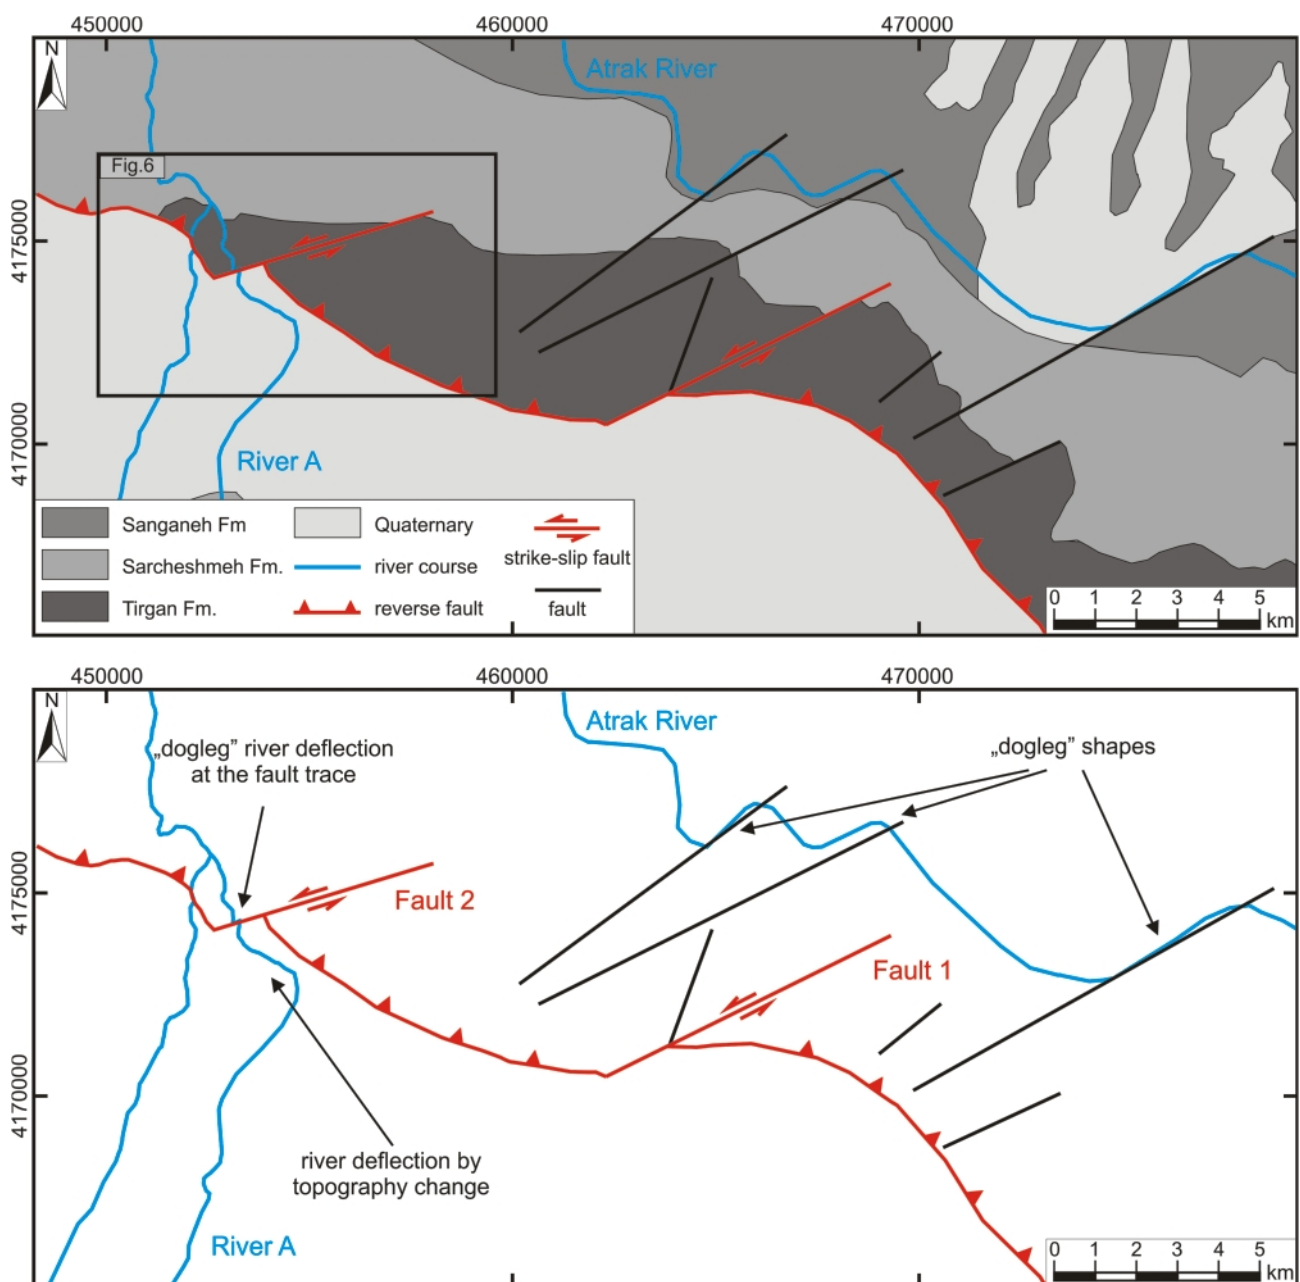 450000 460000 470000
N
Atrak River
Fig.6
4175000
4170000
River A
Sanganeh Fm
Quaternary
Sarcheshmeh Fm.
river course
strike-slip fault
Tirgan Fm.
reverse fault
fault
0 1 2 3 4 5
km
450000 460000 470000
N
Atrak River
„dogleg” river deflection
at the fault trace
„dogleg” shapes
4175000
Fault 2
Fault 1
4170000
river deflection by
topography change
River A
0 1 2 3 4 5
km